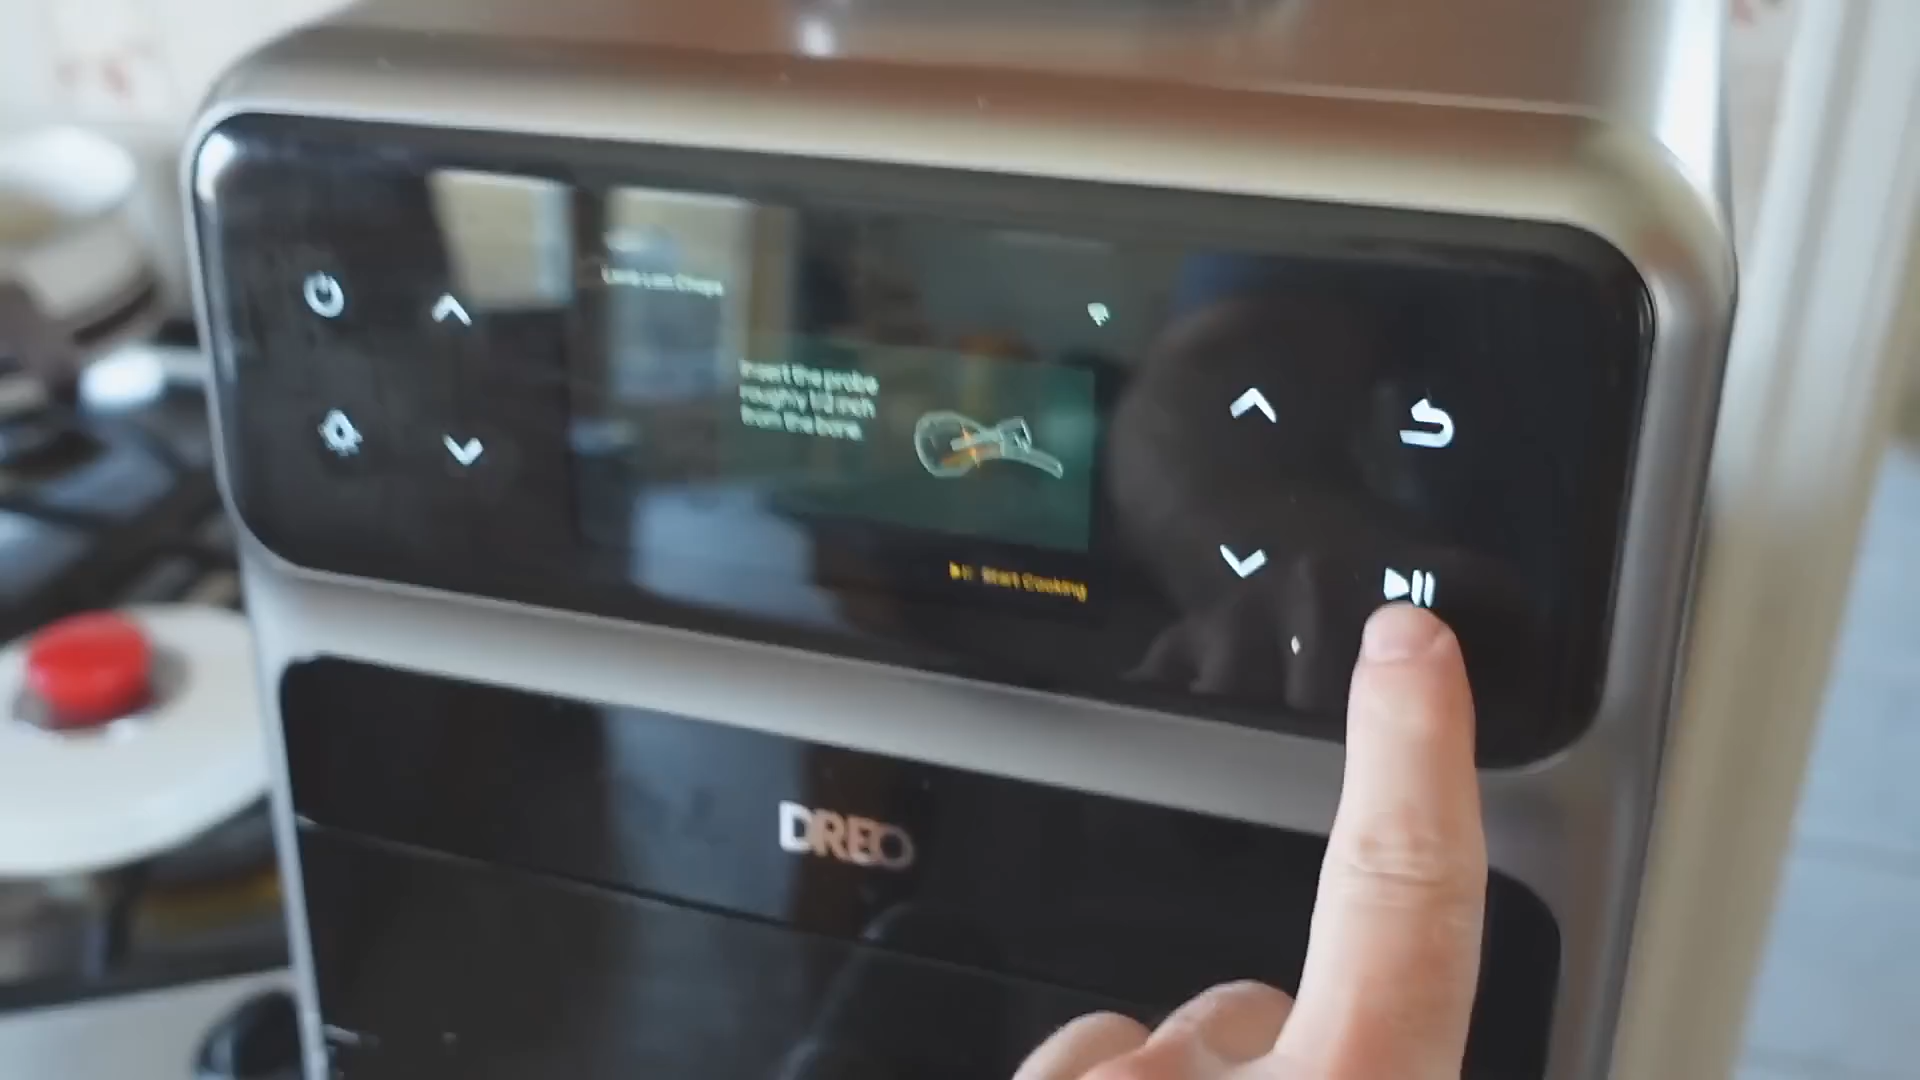 Lamb Loin Chops
Insert the probe
roughly 1/2 inch
from the bone.
Start Cooking
DREO